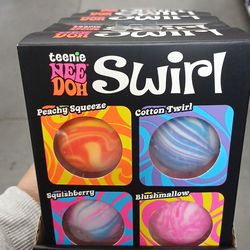 teenie
NEE
DOH
Swirl
Peachy Squeeze
Cotton Twirl
Squishberry
Blushmallow